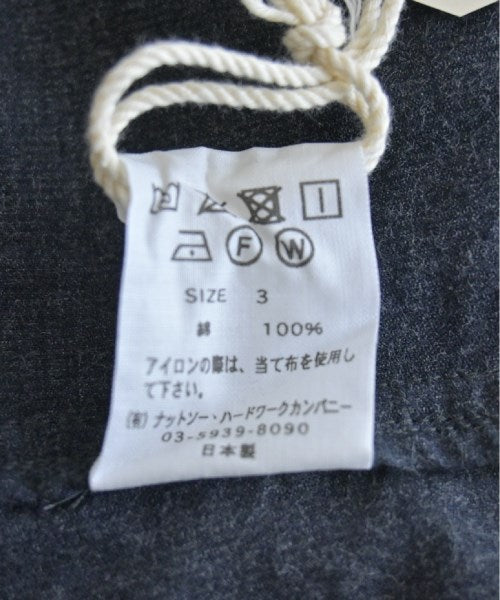 F W
SIZE 3
綿 100%
アイロンの際は、当て布を使用し
て下さい。
(有)ナットソー・ハードワークカンパニー
03-5939-8090
日本製